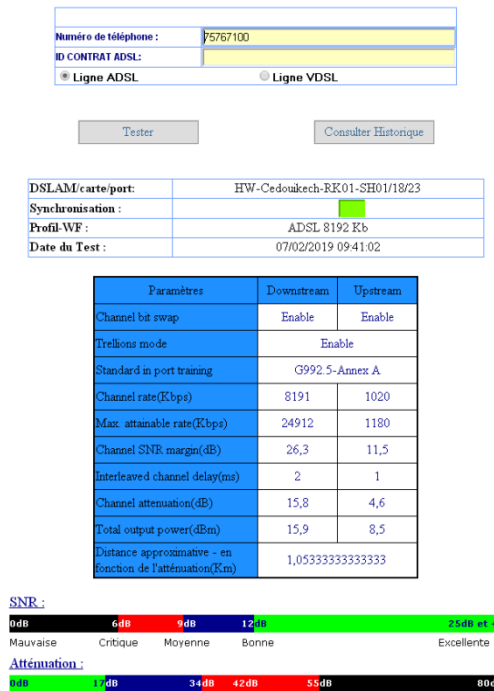 Numéro de téléphone : 75767100
ID CONTRAT ADSL:
Ligne ADSL Ligne VDSL
Tester Consulter Historique
DSLAM/carte/port: HW-Cedouikech-RK01-SH01/18/23
Synchronisation :
Profil-WF : ADSL 8192 Kb
Date du Test : 07/02/2019 09:41:02
Paramètres Downstream Upstream
Channel bit swap Enable Enable
Trellions mode Enable
Standard in port training G992.5-Annex A
Channel rate(Kbps) 8191 1020
Max. attainable rate(Kbps) 24912 1180
Channel SNR margin(dB) 26,3 11,5
Interleaved channel delay(ms) 2 1
Channel attenuation(dB) 15,8 4,6
Total output power(dBm) 15,9 8,5
Distance approximative - en
fonction de l'atténuation(Km) 1,05333333333333
SNR :
0dB 6dB 9dB 12dB 25dB et
Mauvaise Critique Moyenne Bonne Excellente
Atténuation :
0dB 17dB 34dB 42dB 55dB 80d